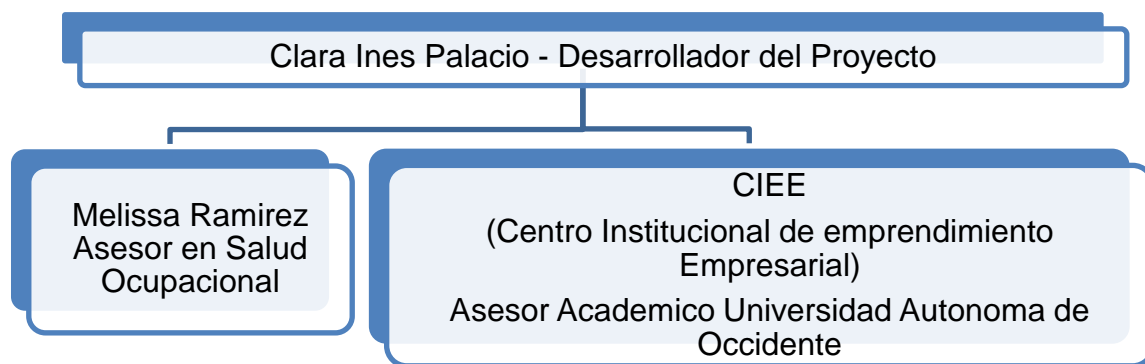 Clara Ines Palacio - Desarrollador del Proyecto
Melissa Ramirez
Asesor en Salud
Ocupacional
CIEE
(Centro Institucional de emprendimiento
Empresarial)
Asesor Academico Universidad Autonoma de
Occidente